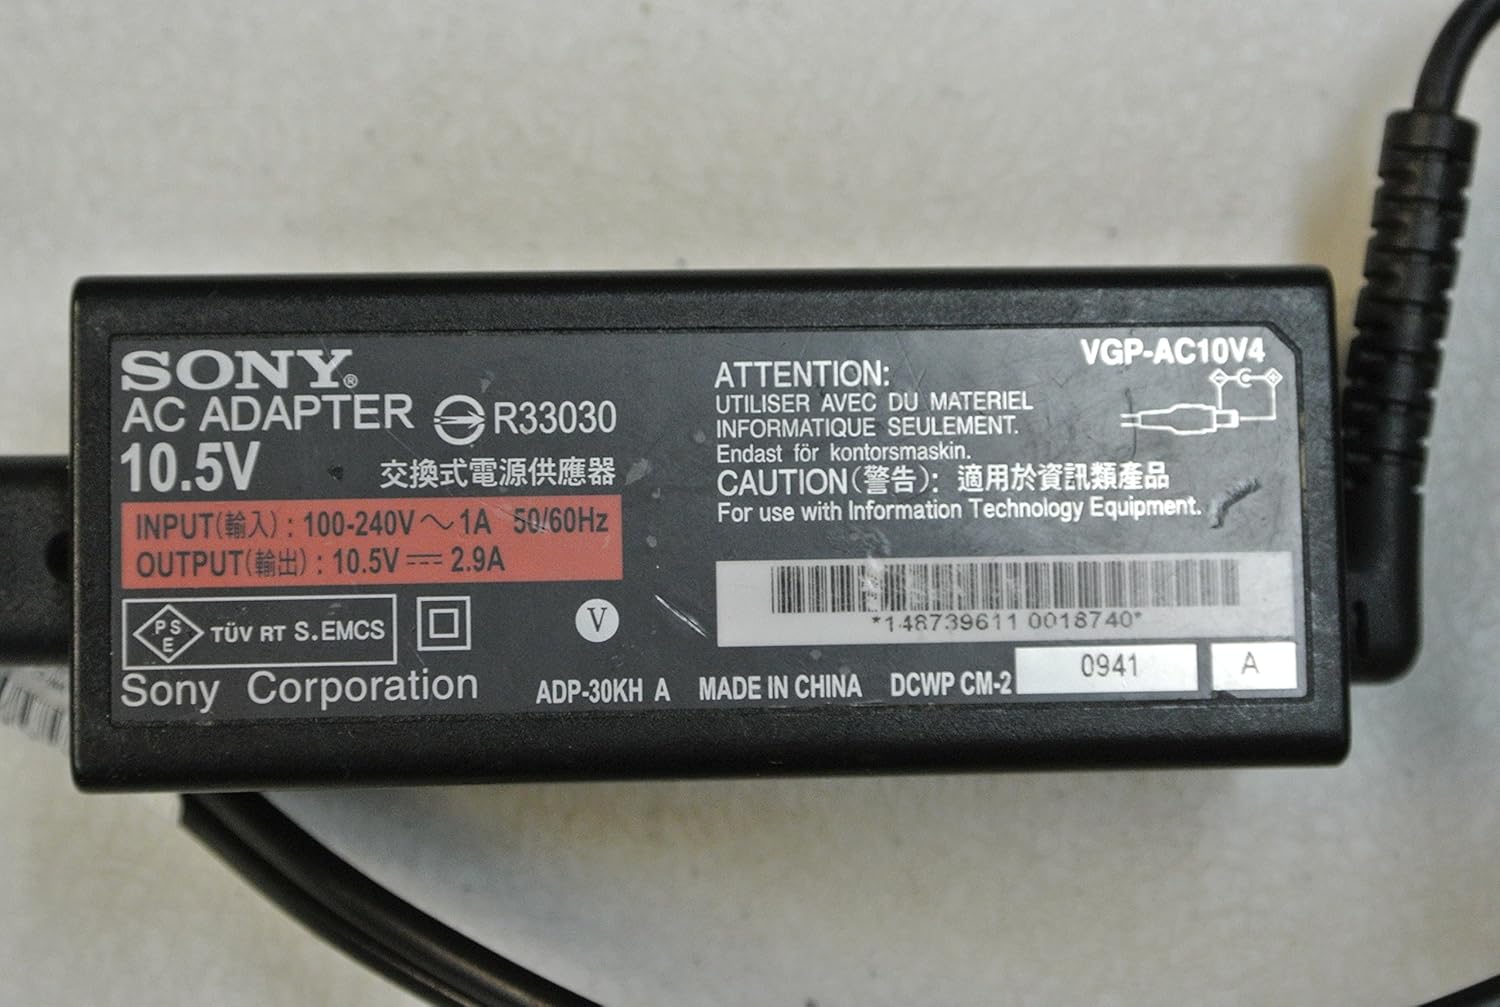 SONY®
AC ADAPTER R33030
10.5V 交換式電源供應器
INPUT(輸入) : 100-240V ～ 1A 50/60Hz
OUTPUT(輸出) : 10.5V ⎓ 2.9A
PSE TÜV RT S.EMCS
V
Sony Corporation
ADP-30KH A MADE IN CHINA DCWP CM-2 0941 A
VGP-AC10V4
ATTENTION:
UTILISER AVEC DU MATERIEL
INFORMATIQUE SEULEMENT.
Endast för kontorsmaskin.
CAUTION(警告): 適用於資訊類產品
For use with Information Technology Equipment.
*148739611 0018740*